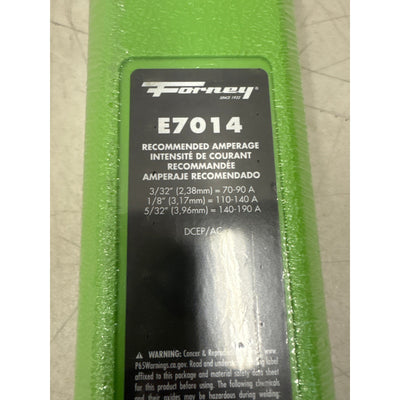 Forney®
SINCE 1932
E7014
RECOMMENDED AMPERAGE
INTENSITÉ DE COURANT
RECOMMANDÉE
AMPERAJE RECOMENDADO
3/32" (2,38mm) = 70-90 A
1/8" (3,17mm) = 110-140 A
5/32" (3,96mm) = 140-190 A
DCEP/AC
⚠ WARNING: Cancer & Reproductive Harm
P65Warnings.ca.gov. Read and understand label
affixed to this package and material safety data sheet
for this product before using. The following chemicals
and their oxides may be produced during welding.